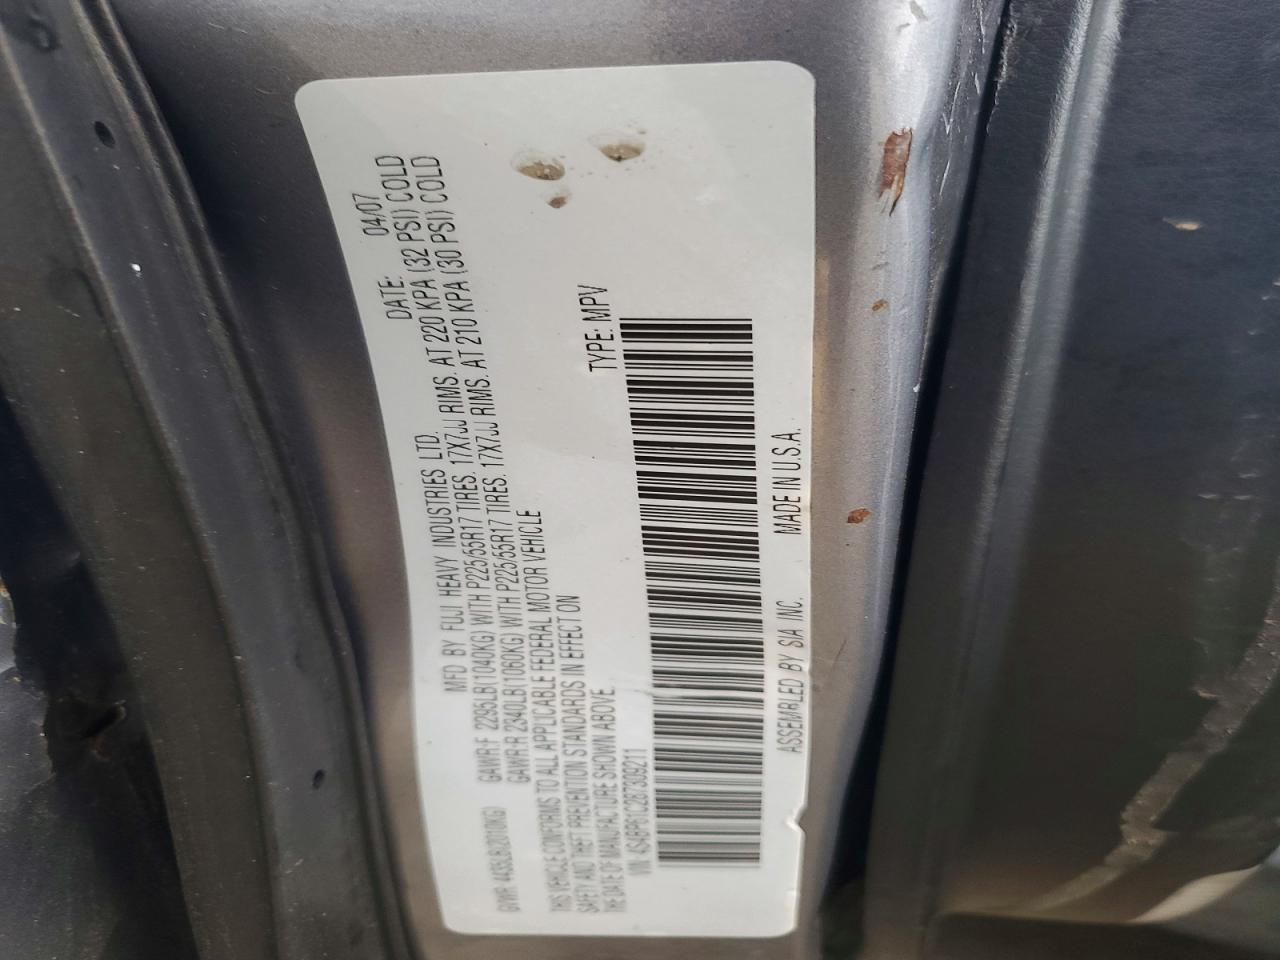 MFD BY FUJI HEAVY INDUSTRIES LTD. DATE: 04/07
GVWR 4435LB(2010KG) GAWR:F 2295LB(1040KG) WITH P225/55R17 TIRES. 17X7JJ RIMS. AT 220 KPA (32 PSI) COLD
GAWR:R 2340LB(1060KG) WITH P225/55R17 TIRES. 17X7JJ RIMS. AT 210 KPA (30 PSI) COLD
THIS VEHICLE CONFORMS TO ALL APPLICABLE FEDERAL MOTOR VEHICLE
SAFETY AND THEFT PREVENTION STANDARDS IN EFFECT ON
THE DATE OF MANUFACTURE SHOWN ABOVE.
VIN: 4S4BP61C287309211 TYPE: MPV
ASSEMBLED BY SIA INC. MADE IN U.S.A.